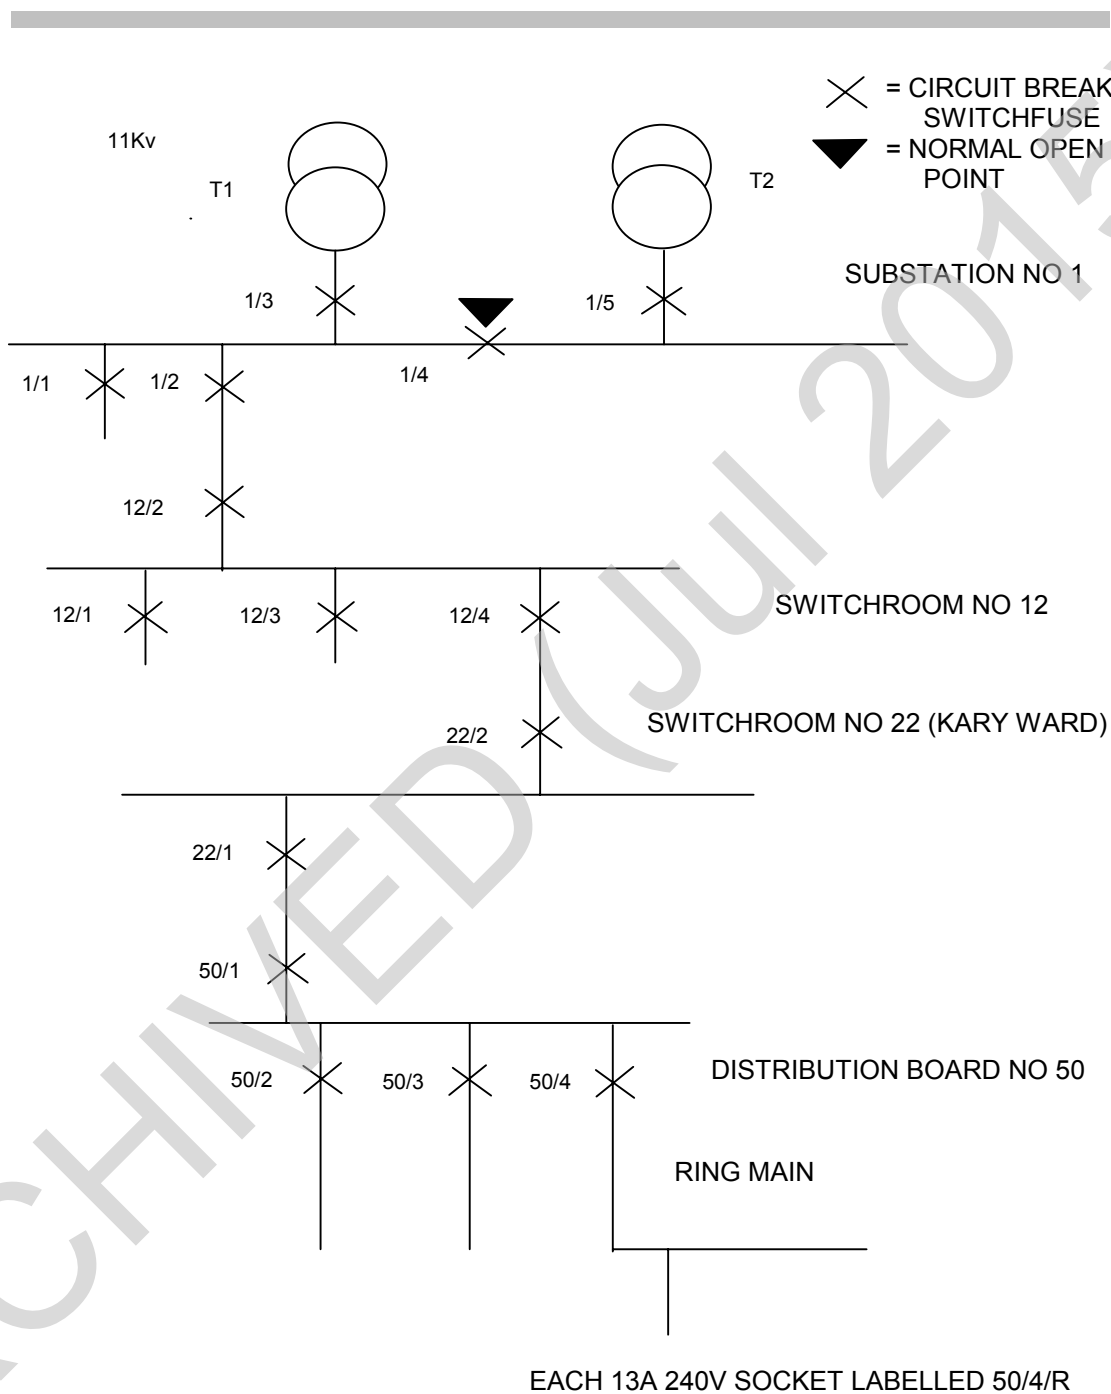 = CIRCUIT BREAK
SWITCHFUSE
= NORMAL OPEN
POINT
11Kv
T1
T2
SUBSTATION NO 1
1/3
1/5
1/4
1/1
1/2
12/2
12/1
12/3
12/4
SWITCHROOM NO 12
22/2
SWITCHROOM NO 22 (KARY WARD)
22/1
50/1
50/2
50/3
50/4
DISTRIBUTION BOARD NO 50
RING MAIN
EACH 13A 240V SOCKET LABELLED 50/4/R
CHIVED (Jul 2015